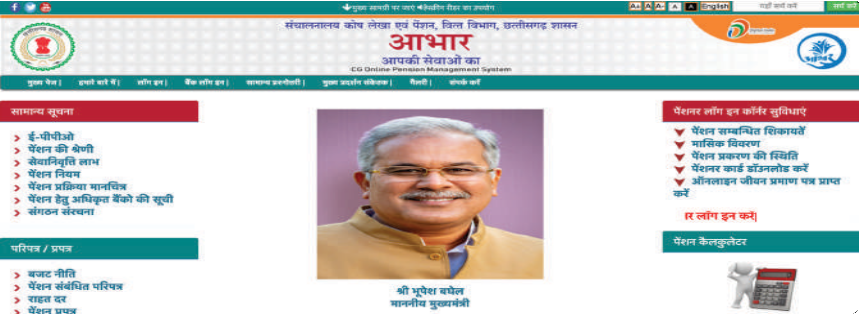 मुख्य सामग्री पर जाएं स्क्रीन रीडर का उपयोग
A+ A A- A A English यहाँ सर्च करें सर्च करें
संचालनालय कोष लेखा एवं पेंशन, वित्त विभाग, छत्तीसगढ़ शासन
आभार
आपकी सेवाओं का
CG Online Pension Management System
मुख्य पेज | हमारे बारे में | लॉग इन | बैंक लॉग इन | सामान्य प्रश्नोत्तरी | मुख्य प्रदर्शन संकेतक | गैलरी | संपर्क करें
सामान्य सूचना
ई-पीपीओ
पेंशन की श्रेणी
सेवानिवृत्ति लाभ
पेंशन नियम
पेंशन प्रक्रिया मानचित्र
पेंशन हेतु अधिकृत बैंको की सूची
संगठन संरचना
परिपत्र / प्रपत्र
बजट नीति
पेंशन संबंधित परिपत्र
राहत दर
पेंशन प्रपत्र
श्री भूपेश बघेल
माननीय मुख्यमंत्री
पेंशनर लॉग इन कॉर्नर सुविधाएं
पेंशन सम्बन्धित शिकायतें
मासिक विवरण
पेंशन प्रकरण की स्थिति
पेंशनर कार्ड डॉउनलोड करें
ऑनलाइन जीवन प्रमाण पत्र प्राप्त
करें
र लॉग इन करें|
पेंशन कैलकुलेटर